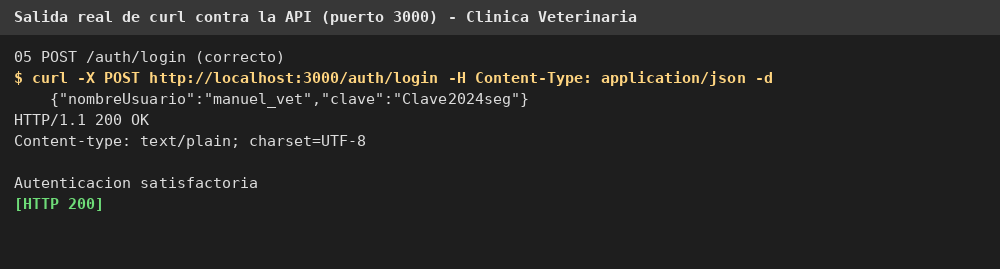 Salida real de curl contra la API (puerto 3000) - Clinica Veterinaria
05 POST /auth/login (correcto)
$ curl -X POST http://localhost:3000/auth/login -H Content-Type: application/json -d
{"nombreUsuario":"manuel_vet","clave":"Clave2024seg"}
HTTP/1.1 200 OK
Content-type: text/plain; charset=UTF-8
Autenticacion satisfactoria
[HTTP 200]